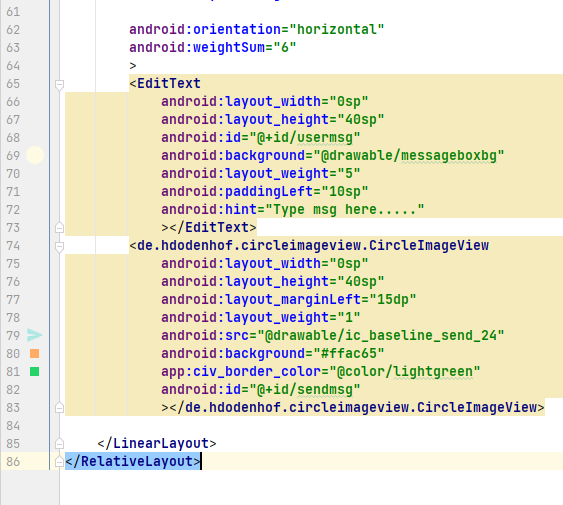 61
62 android:orientation="horizontal"
63 android:weightSum="6"
64 >
65 <EditText
66 android:layout_width="0sp"
67 android:layout_height="40sp"
68 android:id="@+id/usermsg"
69 android:background="@drawable/messageboxbg"
70 android:layout_weight="5"
71 android:paddingLeft="10sp"
72 android:hint="Type msg here....."
73 ></EditText>
74 <de.hdodenhof.circleimageview.CircleImageView
75 android:layout_width="0sp"
76 android:layout_height="40sp"
77 android:layout_marginLeft="15dp"
78 android:layout_weight="1"
79 android:src="@drawable/ic_baseline_send_24"
80 android:background="#ffac65"
81 app:civ_border_color="@color/lightgreen"
82 android:id="@+id/sendmsg"
83 ></de.hdodenhof.circleimageview.CircleImageView>
84
85 </LinearLayout>
86 </RelativeLayout>